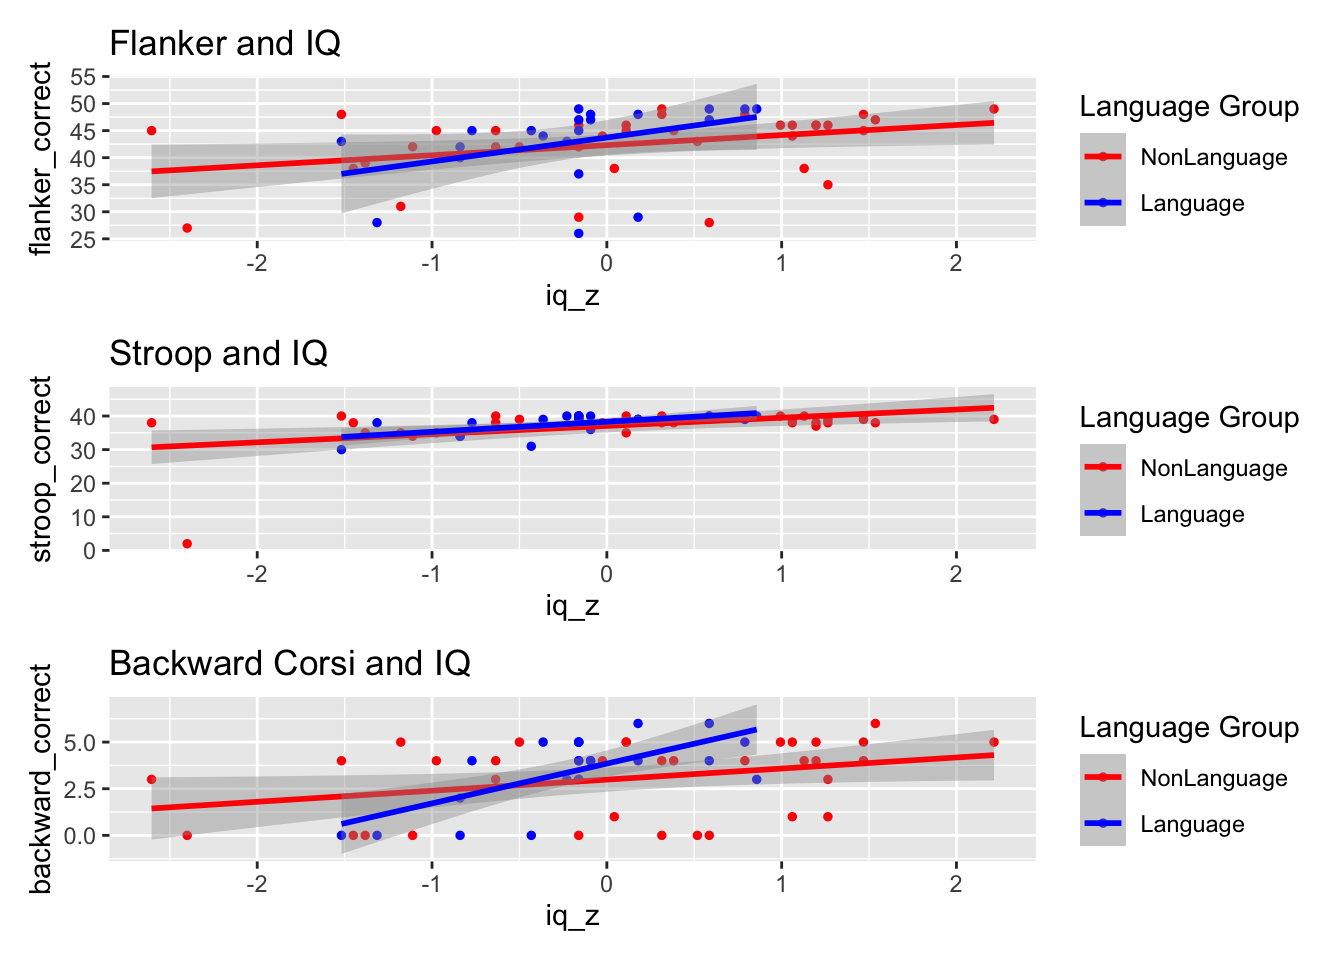 Flanker and IQ
flanker_correct
55
50
45
40
35
30
25
-2 -1 0 1 2
iq_z
Language Group
NonLanguage
Language
Stroop and IQ
stroop_correct
40
30
20
10
0
-2 -1 0 1 2
iq_z
Language Group
NonLanguage
Language
Backward Corsi and IQ
backward_correct
5.0
2.5
0.0
-2 -1 0 1 2
iq_z
Language Group
NonLanguage
Language